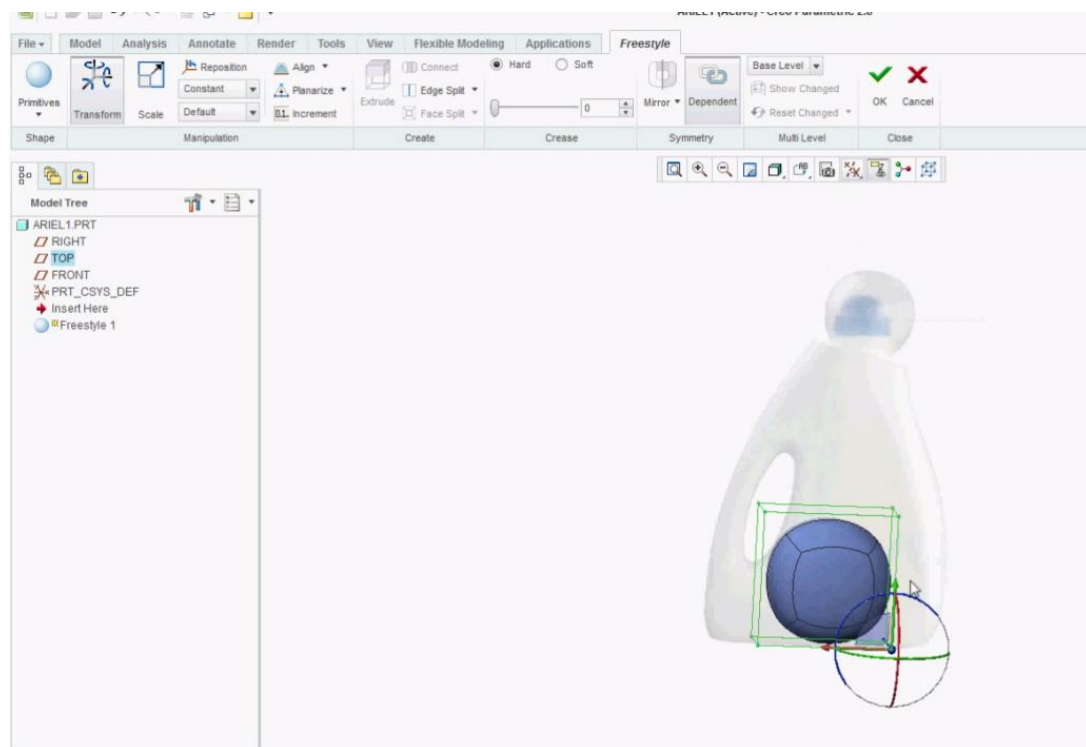 File Model Analysis Annotate Render Tools View Flexible Modeling Applications Freestyle
Reposition Align Connect Hard Soft Base Level
Constant Planarize Edge Split Show Changed
Primitives Transform Scale Default 0.1.. Increment Extrude Face Split 0 Mirror Dependent Reset Changed OK Cancel
Shape Manipulation Create Crease Symmetry Multi Level Close
Model Tree
ARIEL1.PRT
RIGHT
TOP
FRONT
PRT_CSYS_DEF
Insert Here
Freestyle 1